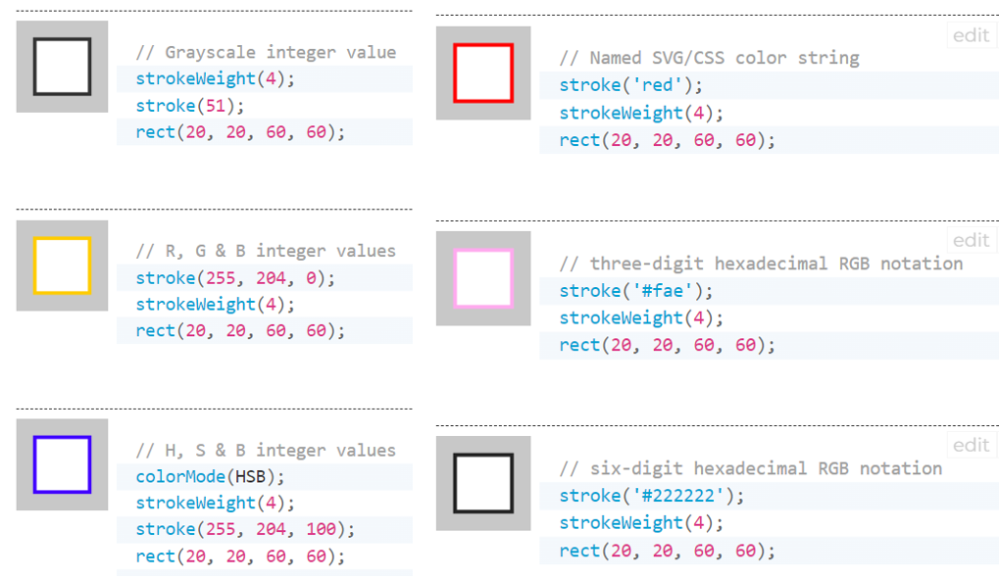 // Grayscale integer value
strokeWeight(4);
stroke(51);
rect(20, 20, 60, 60);
// R, G & B integer values
stroke(255, 204, 0);
strokeWeight(4);
rect(20, 20, 60, 60);
// H, S & B integer values
colorMode(HSB);
strokeWeight(4);
stroke(255, 204, 100);
rect(20, 20, 60, 60);
edit
// Named SVG/CSS color string
stroke('red');
strokeWeight(4);
rect(20, 20, 60, 60);
edit
// three-digit hexadecimal RGB notation
stroke('#fae');
strokeWeight(4);
rect(20, 20, 60, 60);
edit
// six-digit hexadecimal RGB notation
stroke('#222222');
strokeWeight(4);
rect(20, 20, 60, 60);